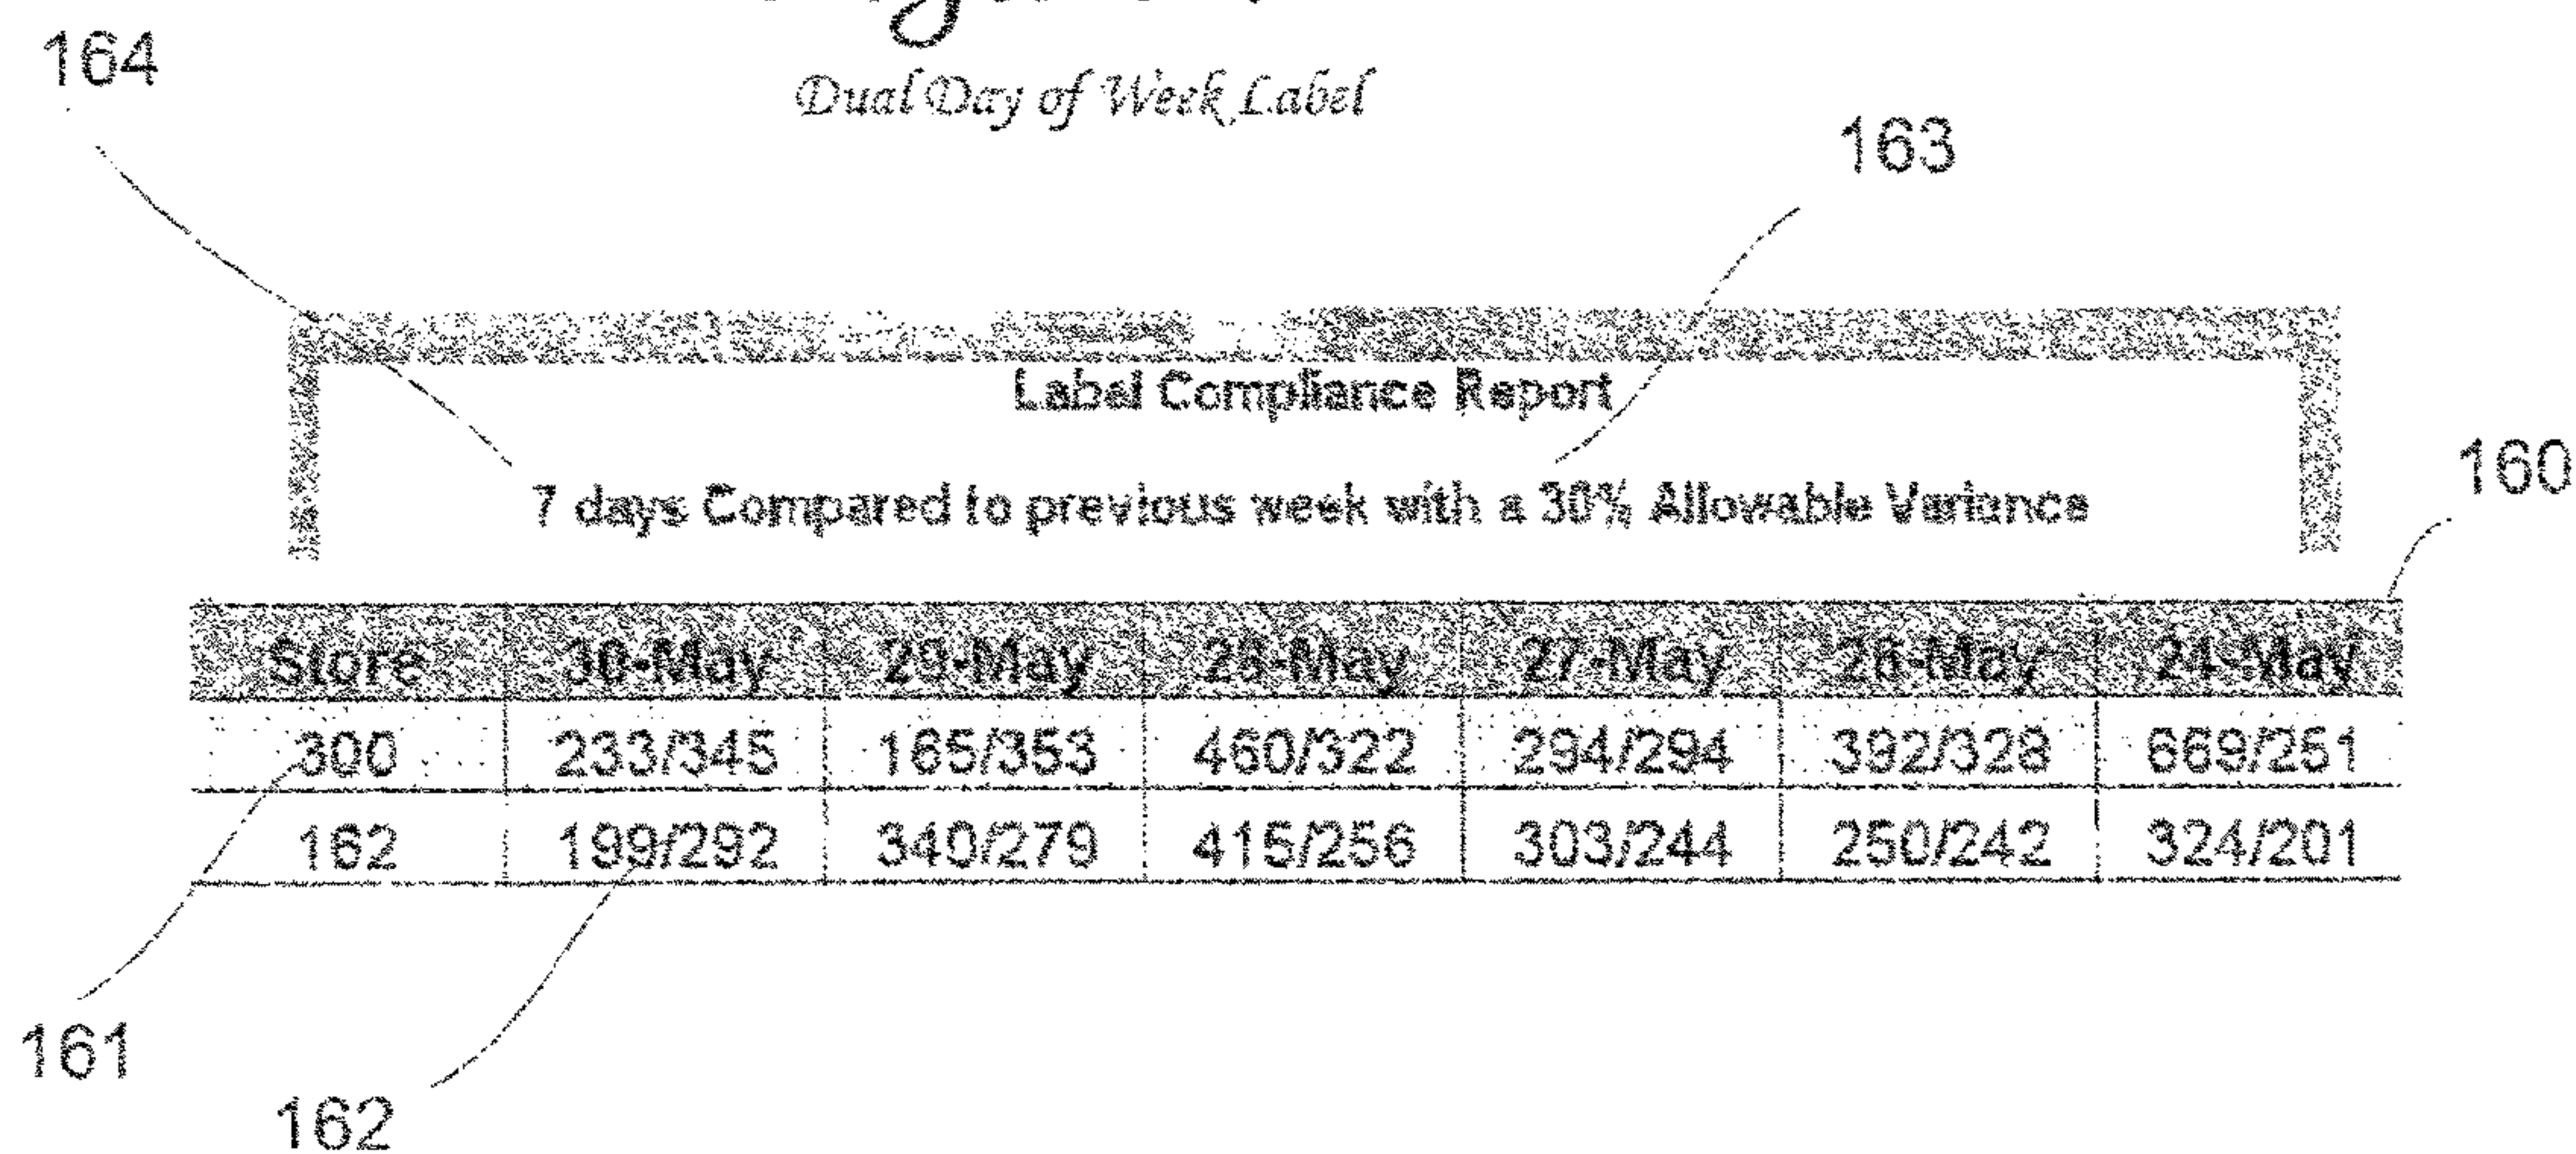 164
Dual Day of Week Label
163
Label Compliance Report
160
7 days Compared to previous week with a 30% Allowable Variance
Store 30-May 29-May 28-May 27-May 26-May 24-May
300 233/345 165/353 460/322 294/294 392/328 669/251
162 199/292 340/279 415/256 303/244 250/242 324/201
161
162